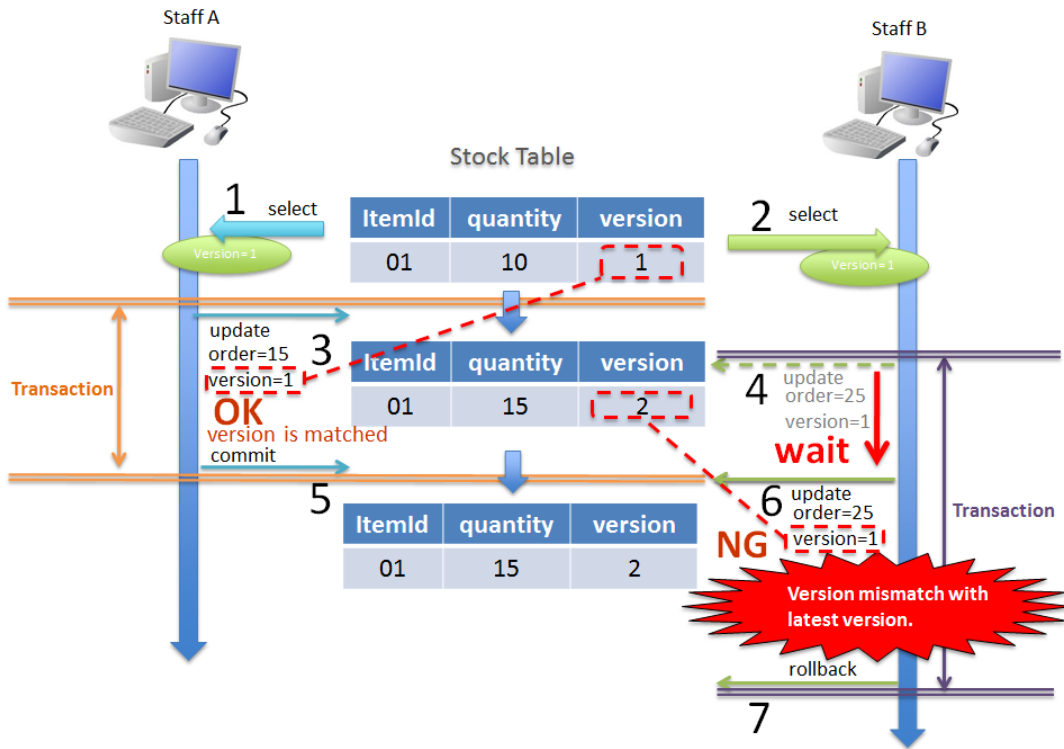 Staff A
Staff B
Stock Table
1
select
Version=1
ItemId quantity version
01 10 1
2
select
Version=1
Transaction
update
order=15
version=1
3
OK
version is matched
commit
ItemId quantity version
01 15 2
4
update
order=25
version=1
wait
5
ItemId quantity version
01 15 2
6
update
order=25
version=1
NG
Transaction
Version mismatch with
latest version.
rollback
7